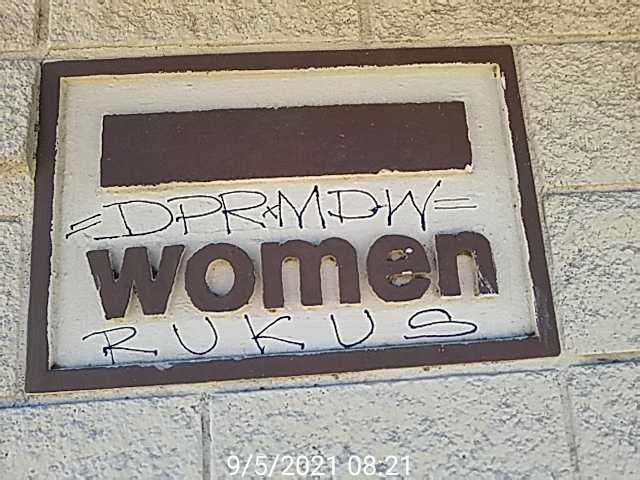 =DPRMDW=
women
RUKUS
9/5/2021 08:21